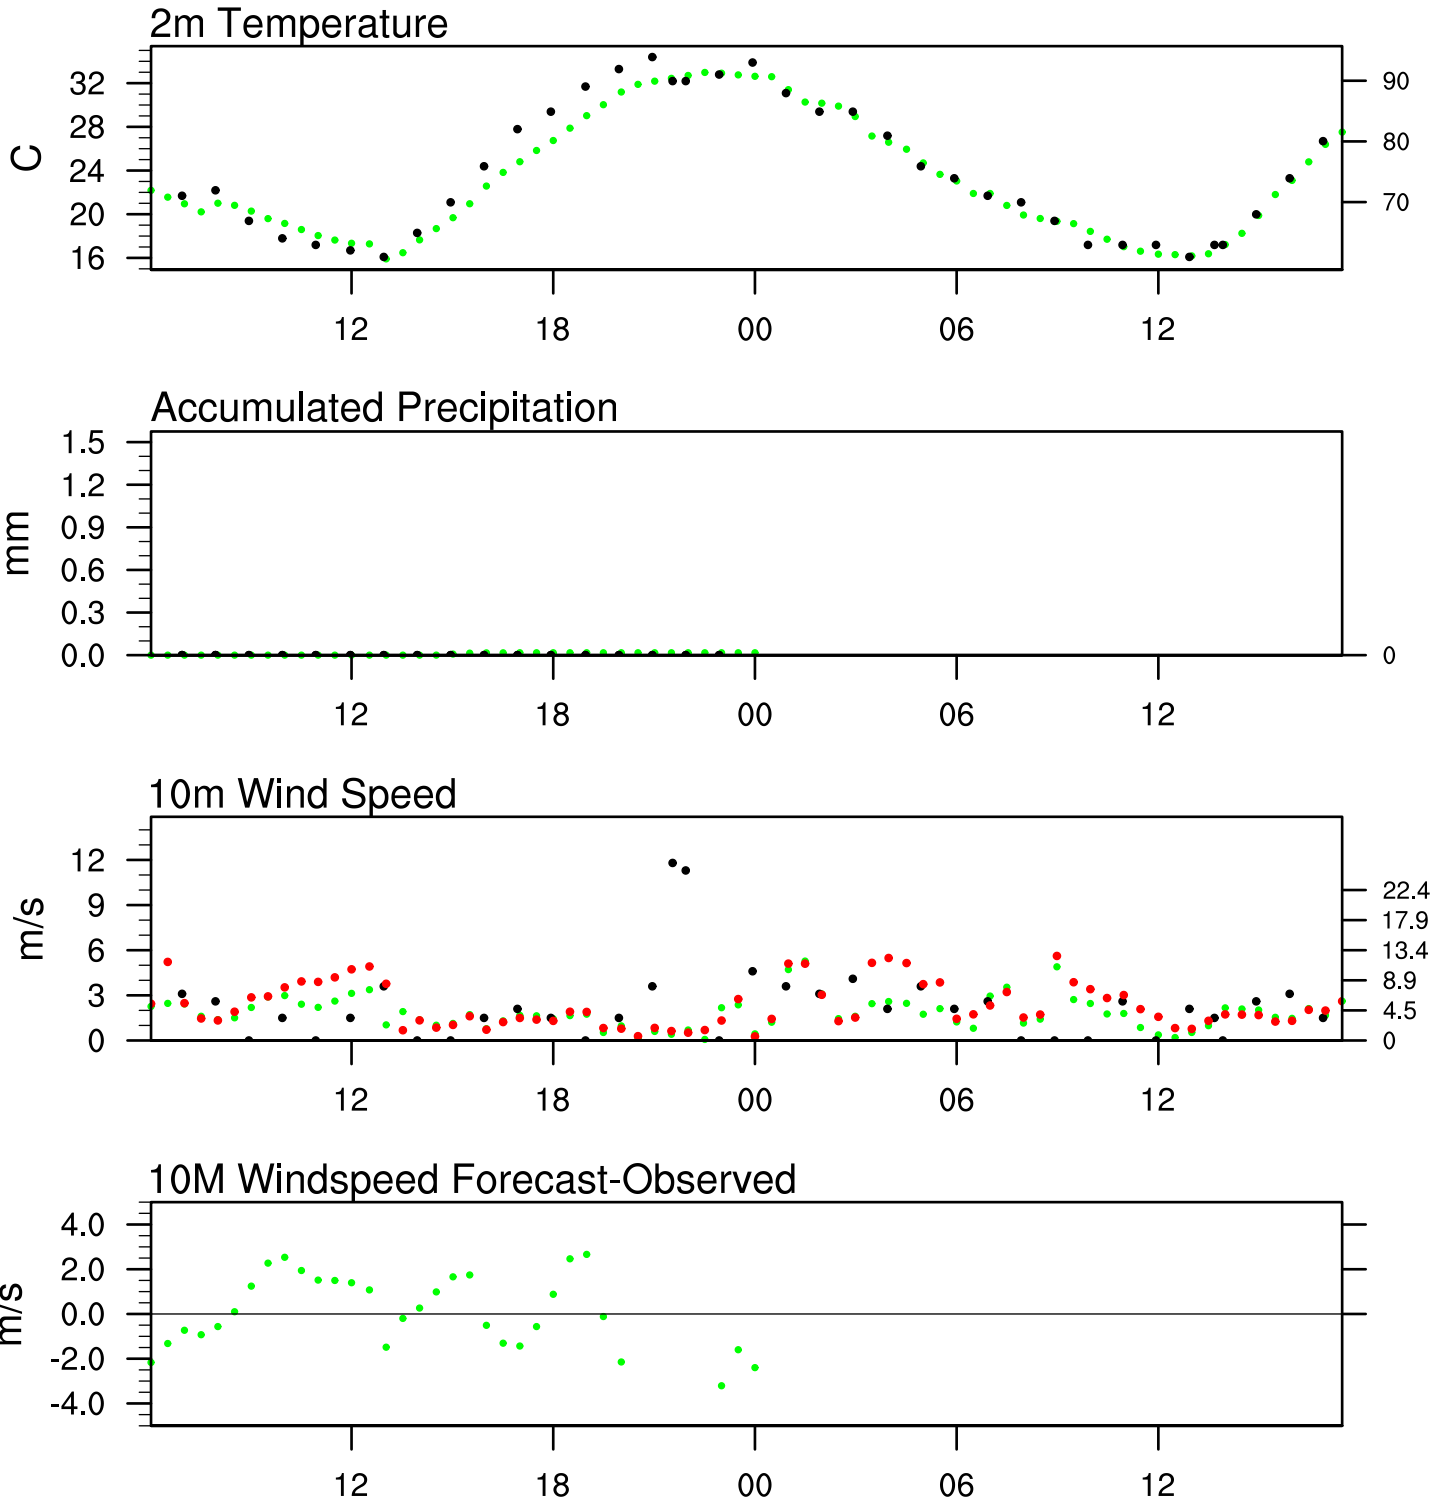 2m Temperature
32
28
24
20
16
C
90
80
70
12 18 00 06 12
Accumulated Precipitation
1.5
1.2
0.9
0.6
0.3
0.0
mm
0
12 18 00 06 12
10m Wind Speed
12
9
6
3
0
m/s
22.4
17.9
13.4
8.9
4.5
0
12 18 00 06 12
10M Windspeed Forecast-Observed
4.0
2.0
0.0
-2.0
-4.0
m/s
12 18 00 06 12